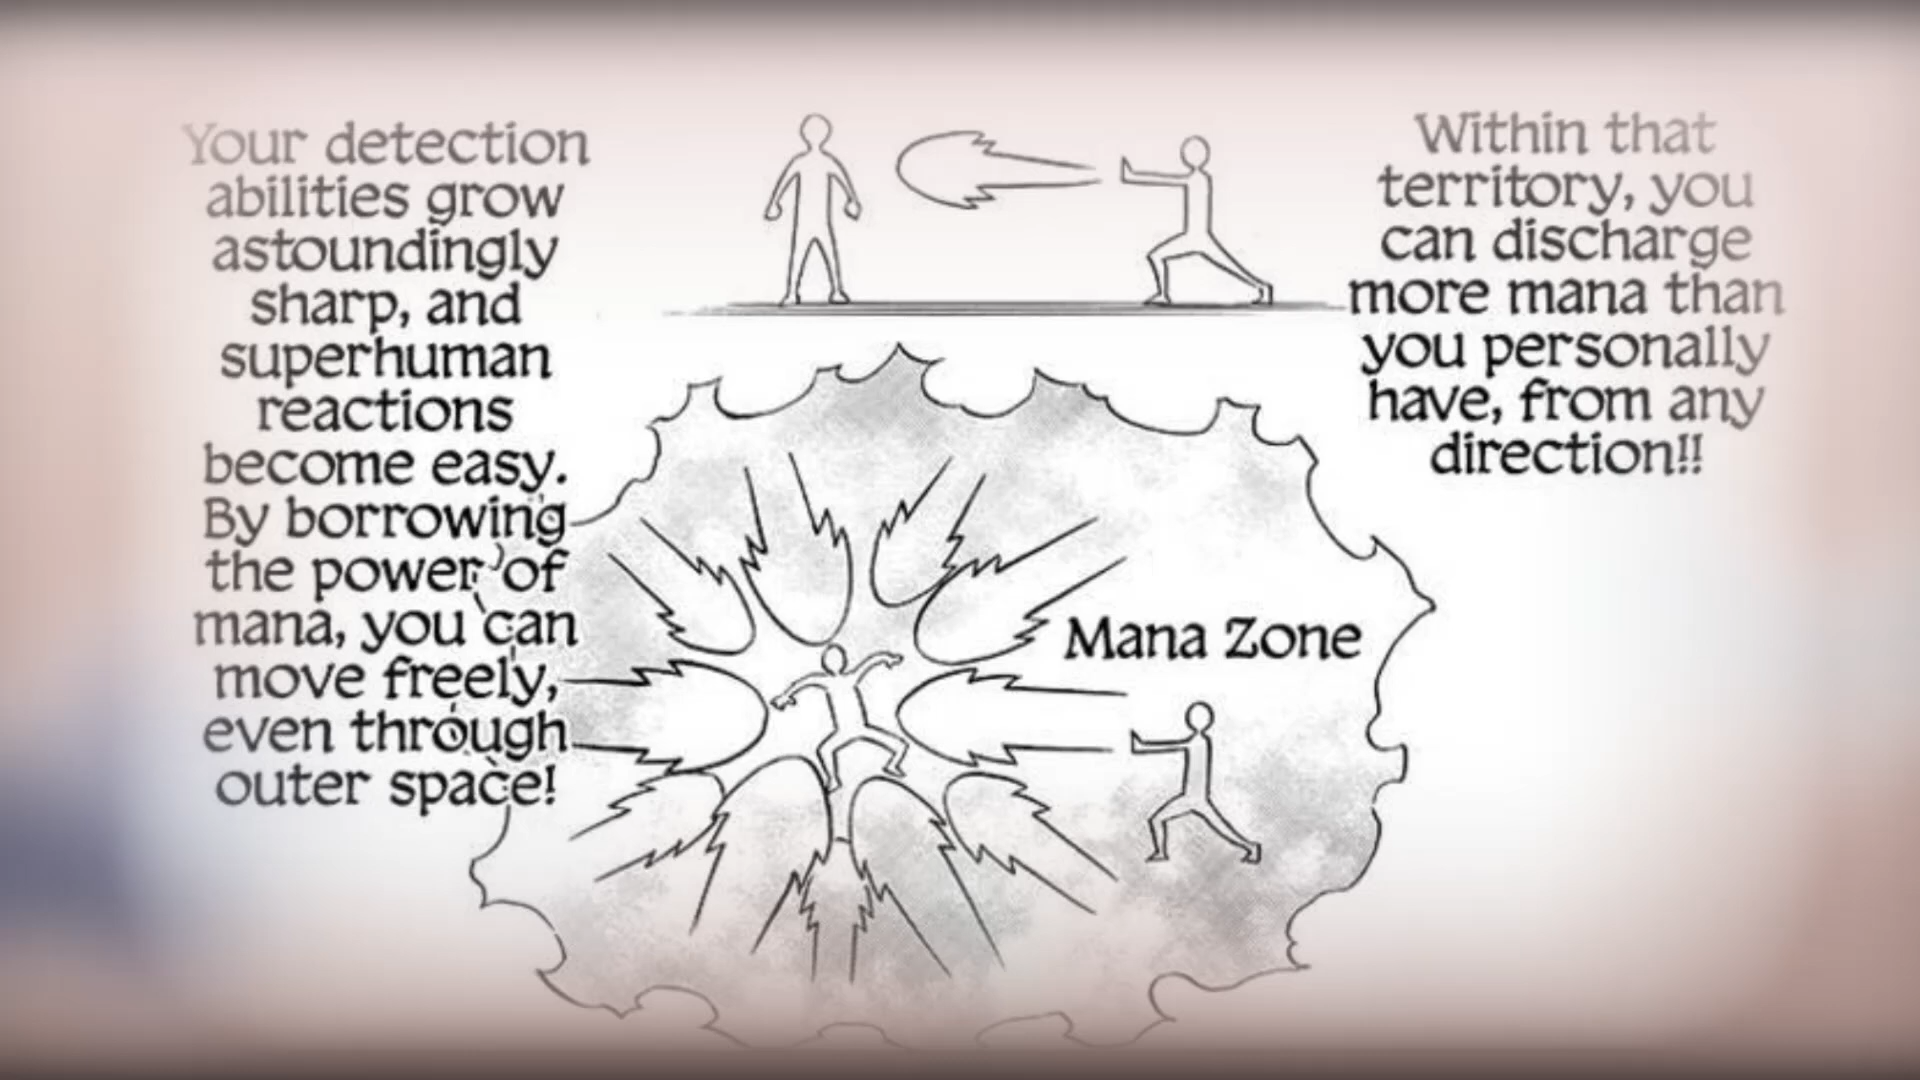 Your detection
abilities grow
astoundingly
sharp, and
superhuman
reactions
become easy.
By borrowing
the power of
mana, you can
move freely,
even through
outer space!
Within that
territory, you
can discharge
more mana than
you personally
have, from any
direction!!
Mana Zone